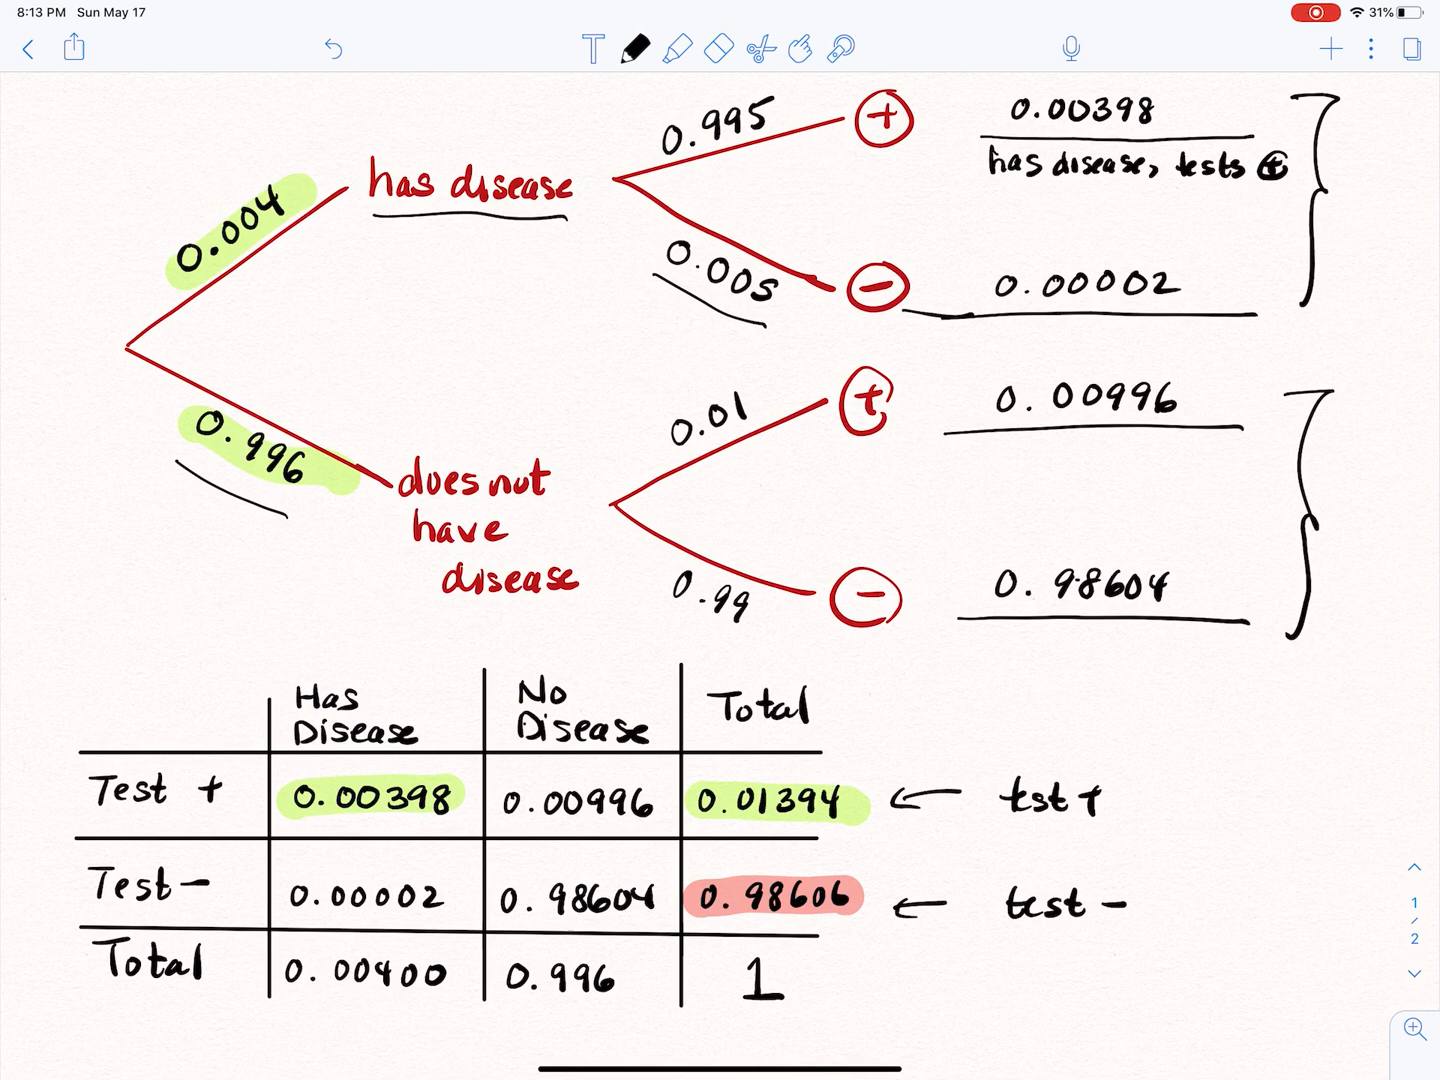 8:13 PM Sun May 17
31%
T
0.995
+
0.00398
has disease, tests +
0.004
has disease
0.005
−
0.00002
0.996
does not
have
disease
0.01
+
0.00996
0.99
−
0.98604
Has
Disease
No
Disease
Total
Test +
0.00398
0.00996
0.01394
← tst +
Test −
0.00002
0.98604
0.98606
← test −
Total
0.00400
0.996
1
1
/
2